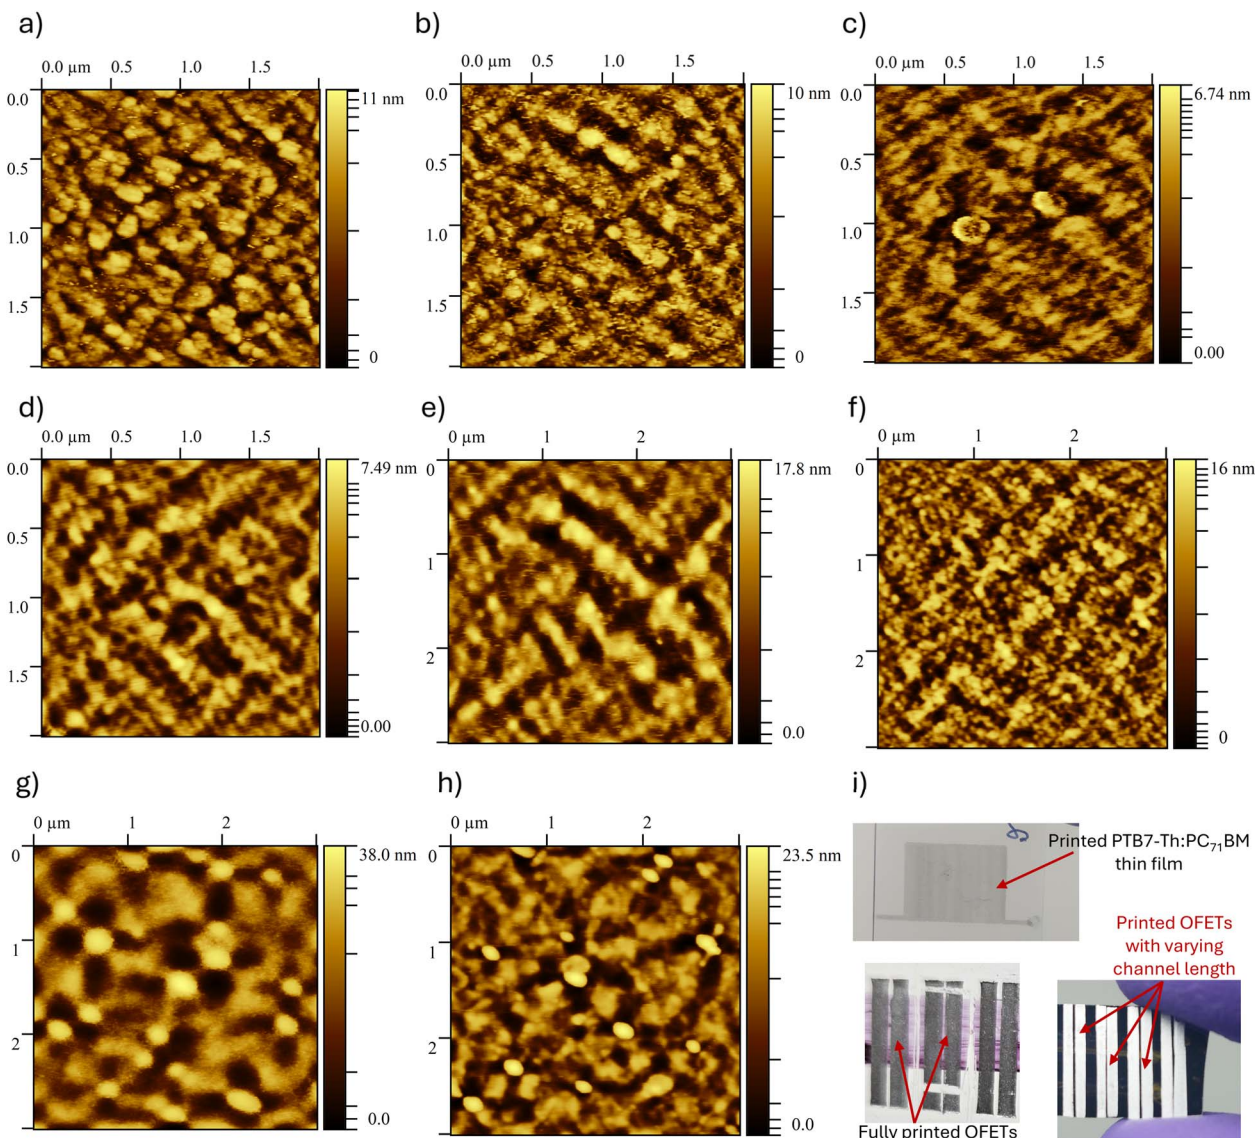 a)
b)
c)
0.0 µm 0.5 1.0 1.5
0.0 µm 0.5 1.0 1.5
0.0 µm 0.5 1.0 1.5
0.0
0.5
1.0
1.5
11 nm
0
0.0
0.5
1.0
1.5
10 nm
0
0.0
0.5
1.0
1.5
6.74 nm
0.00
d)
e)
f)
0.0 µm 0.5 1.0 1.5
0 µm 1 2
0 µm 1 2
0.0
0.5
1.0
1.5
7.49 nm
0.00
0
1
2
17.8 nm
0.0
0
1
2
16 nm
0
g)
h)
i)
0 µm 1 2
0 µm 1 2
0
1
2
38.0 nm
0.0
0
1
2
23.5 nm
0.0
Printed PTB7-Th:PC₇₁BM
thin film
Printed OFETs
with varying
channel length
Fully printed OFETs